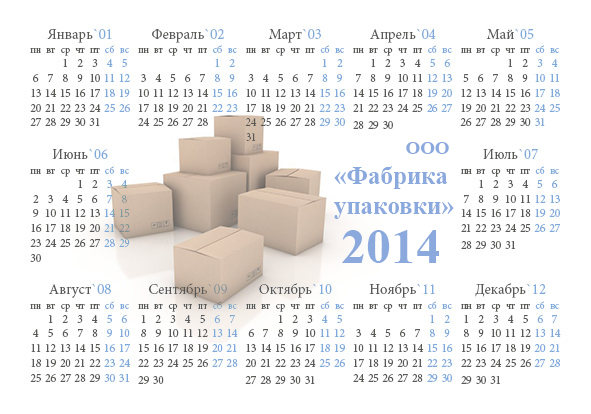 Январь`01
пн вт ср чт пт сб вс
1 2 3 4 5
6 7 8 9 10 11 12
13 14 15 16 17 18 19
20 21 22 23 24 25 26
27 28 29 30 31
Февраль`02
пн вт ср чт пт сб вс
1 2
3 4 5 6 7 8 9
10 11 12 13 14 15 16
17 18 19 20 21 22 23
24 25 26 27 28
Март`03
пн вт ср чт пт сб вс
1 2
3 4 5 6 7 8 9
10 11 12 13 14 15 16
17 18 19 20 21 22 23
24 25 26 27 28 29 30
31
Апрель`04
пн вт ср чт пт сб вс
1 2 3 4 5 6
7 8 9 10 11 12 13
14 15 16 17 18 19 20
21 22 23 24 25 26 27
28 29 30
Май`05
пн вт ср чт пт сб вс
1 2 3 4
5 6 7 8 9 10 11
12 13 14 15 16 17 18
19 20 21 22 23 24 25
26 27 28 29 30 31
Июнь`06
пн вт ср чт пт сб вс
1 2 3 4
2 3 4 5 6 7 8
9 10 11 12 13 14 15
16 17 18 19 20 21 22
23 24 25 26 27 28 29
30
ООО
«Фабрика
упаковки»
2014
Июль`07
пн вт ср чт пт сб вс
1 2 3 4 5 6
7 8 9 10 11 12 13
14 15 16 17 18 19 20
21 22 23 24 25 26 27
28 29 30 31
Август`08
пн вт ср чт пт сб вс
1 2 3 4 5 6
4 5 6 7 8 9 10
11 12 13 14 15 16 17
18 19 20 21 22 23 24
25 26 27 28 29 30 31
Сентябрь`09
пн вт ср чт пт сб вс
1 2 3 4 5 6 7
8 9 10 11 12 13 14
15 16 17 18 19 20 21
22 23 24 25 26 27 28
29 30
Октябрь`10
пн вт ср чт пт сб вс
1 2 3 4 5
6 7 8 9 10 11 12
13 14 15 16 17 18 19
20 21 22 23 24 25 26
27 28 29 30 31
Ноябрь`11
пн вт ср чт пт сб вс
1 2
3 4 5 6 7 8 9
10 11 12 13 14 15 16
17 18 19 20 21 22 23
24 25 26 27 28 29 30
Декабрь`12
пн вт ср чт пт сб вс
1 2 3 4 5 6 7
8 9 10 11 12 13 14
15 16 17 18 19 20 21
22 23 24 25 26 27 28
29 30 31